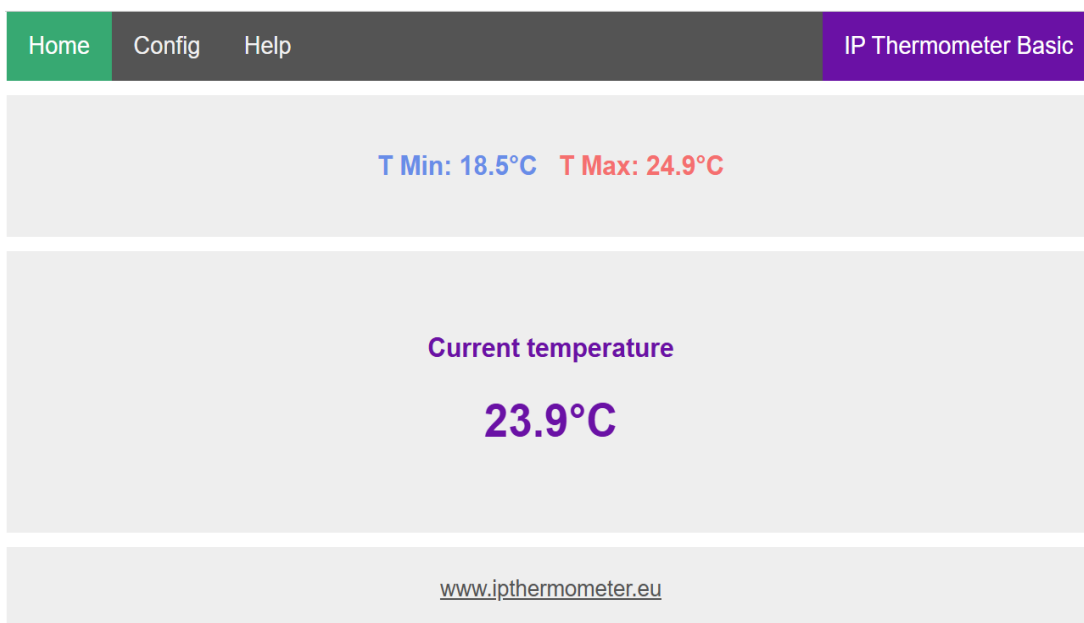 Home Config Help IP Thermometer Basic
T Min: 18.5°C T Max: 24.9°C
Current temperature
23.9°C
www.ipthermometer.eu